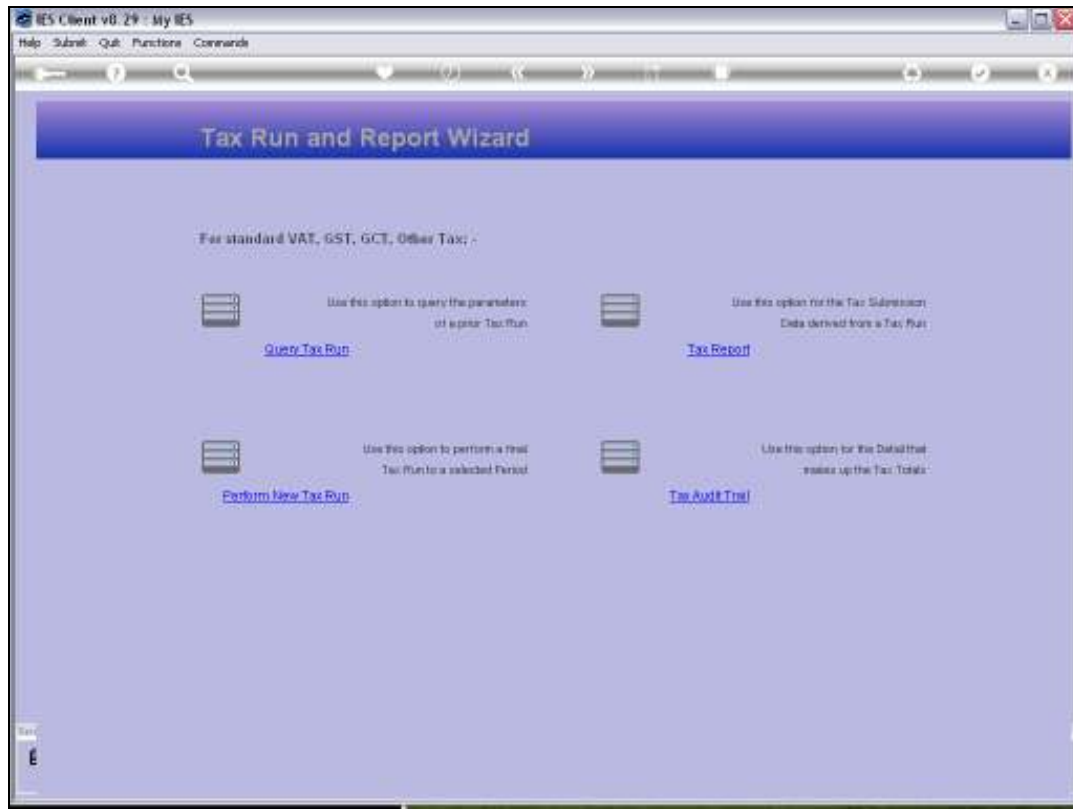 IES Client v8.29 : My IES
Help Submit Quit Functions Commands
Tax Run and Report Wizard
For standard VAT, GST, GCT, Other Tax; -
Use this option to query the parameters
of a prior Tax Run
Query Tax Run
Use this option for the Tax Submission
Data derived from a Tax Run
Tax Report
Use this option to perform a final
Tax Run to a selected Period
Perform New Tax Run
Use this option for the Detail that
makes up the Tax Totals
Tax Audit Trail